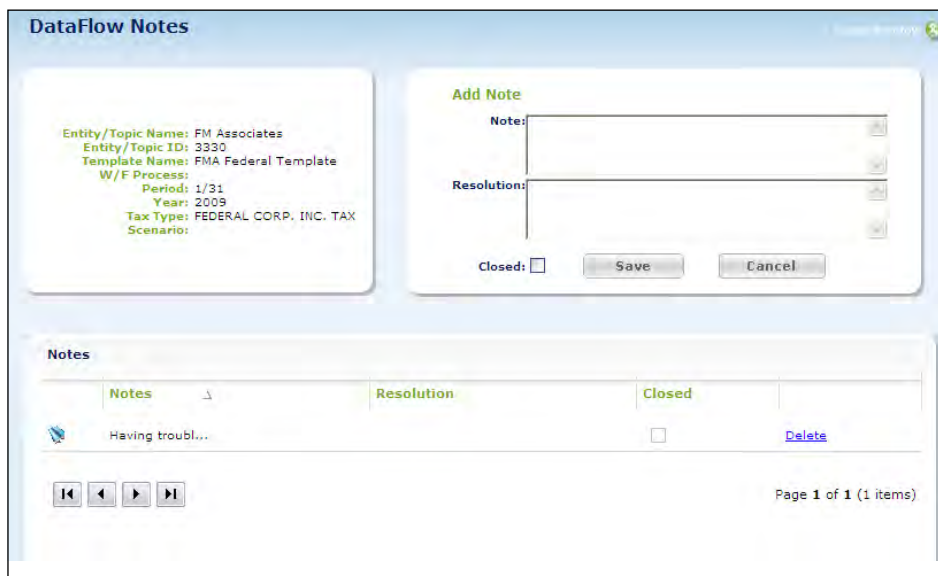 DataFlow Notes
Entity/Topic Name: FM Associates
Entity/Topic ID: 3330
Template Name: FMA Federal Template
W/F Process:
Period: 1/31
Year: 2009
Tax Type: FEDERAL CORP. INC. TAX
Scenario:
Add Note
Note:
Resolution:
Closed:
Save
Cancel
Notes
Notes Resolution Closed
Having troubl... Delete
Page 1 of 1 (1 items)